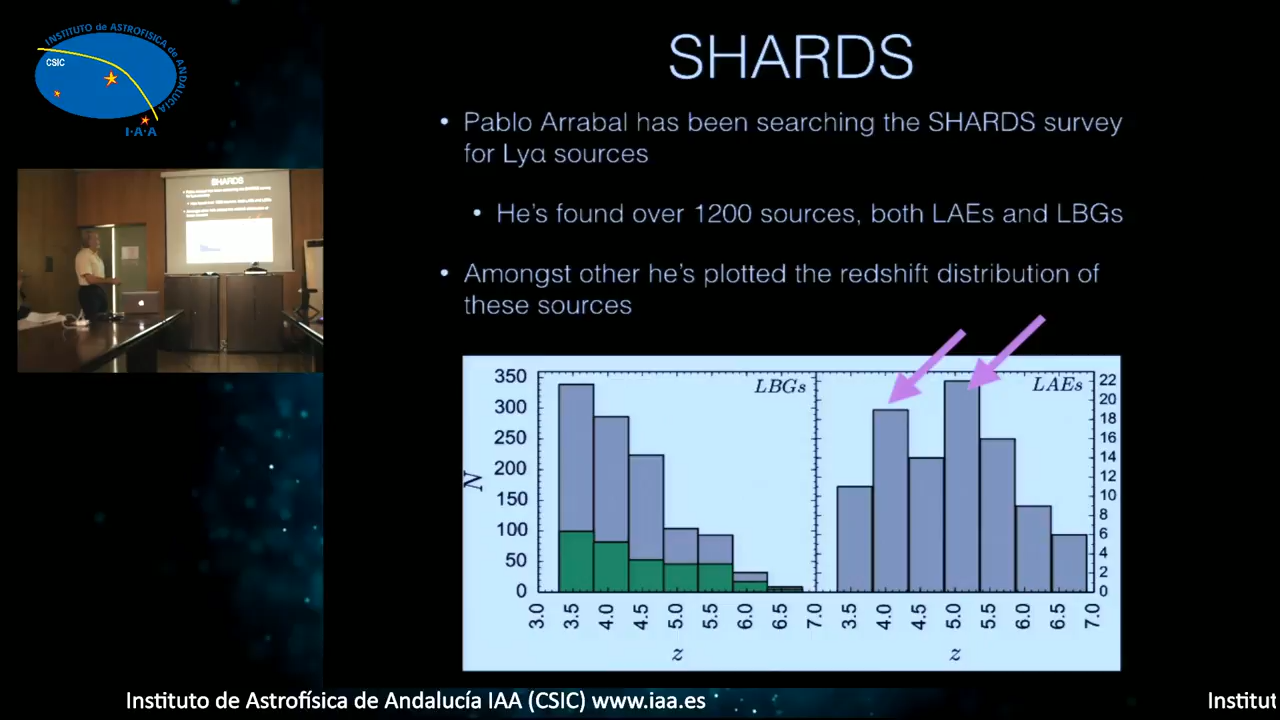 INSTITUTO de ASTROFISICA de ANDALUCIA
CSIC
I·A·A
SHARDS
• Pablo Arrabal has been searching the SHARDS survey
for Lyα sources
• He's found over 1200 sources, both LAEs and LBGs
• Amongst other he's plotted the redshift distribution of
these sources
LBGs
LAEs
N
350
300
250
200
150
100
50
0
22
20
18
16
14
12
10
8
6
4
2
0
3.0 3.5 4.0 4.5 5.0 5.5 6.0 6.5 7.0 3.5 4.0 4.5 5.0 5.5 6.0 6.5 7.0
z z
SHARDS
Instituto de Astrofísica de Andalucía IAA (CSIC) www.iaa.es
Institut